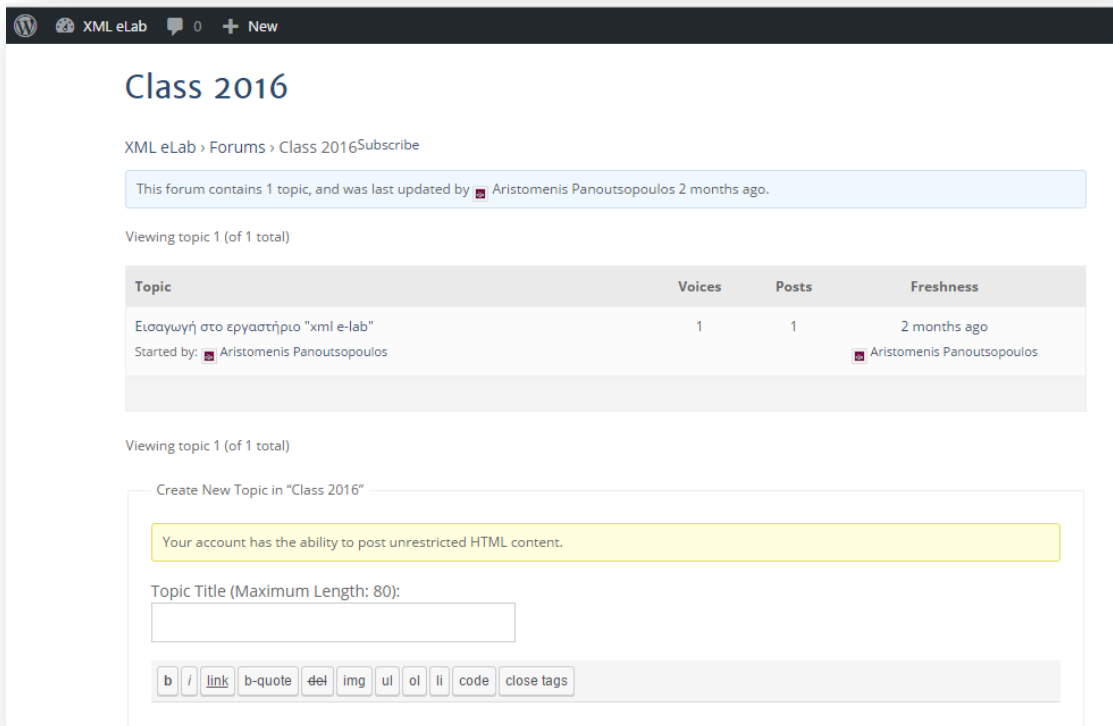 XML eLab 0 New
Class 2016
XML eLab › Forums › Class 2016Subscribe
This forum contains 1 topic, and was last updated by Aristomenis Panoutsopoulos 2 months ago.
Viewing topic 1 (of 1 total)
Topic Voices Posts Freshness
Εισαγωγή στο εργαστήριο "xml e-lab" 1 1 2 months ago
Started by: Aristomenis Panoutsopoulos Aristomenis Panoutsopoulos
Viewing topic 1 (of 1 total)
Create New Topic in “Class 2016”
Your account has the ability to post unrestricted HTML content.
Topic Title (Maximum Length: 80):
b i link b-quote del img ul ol li code close tags